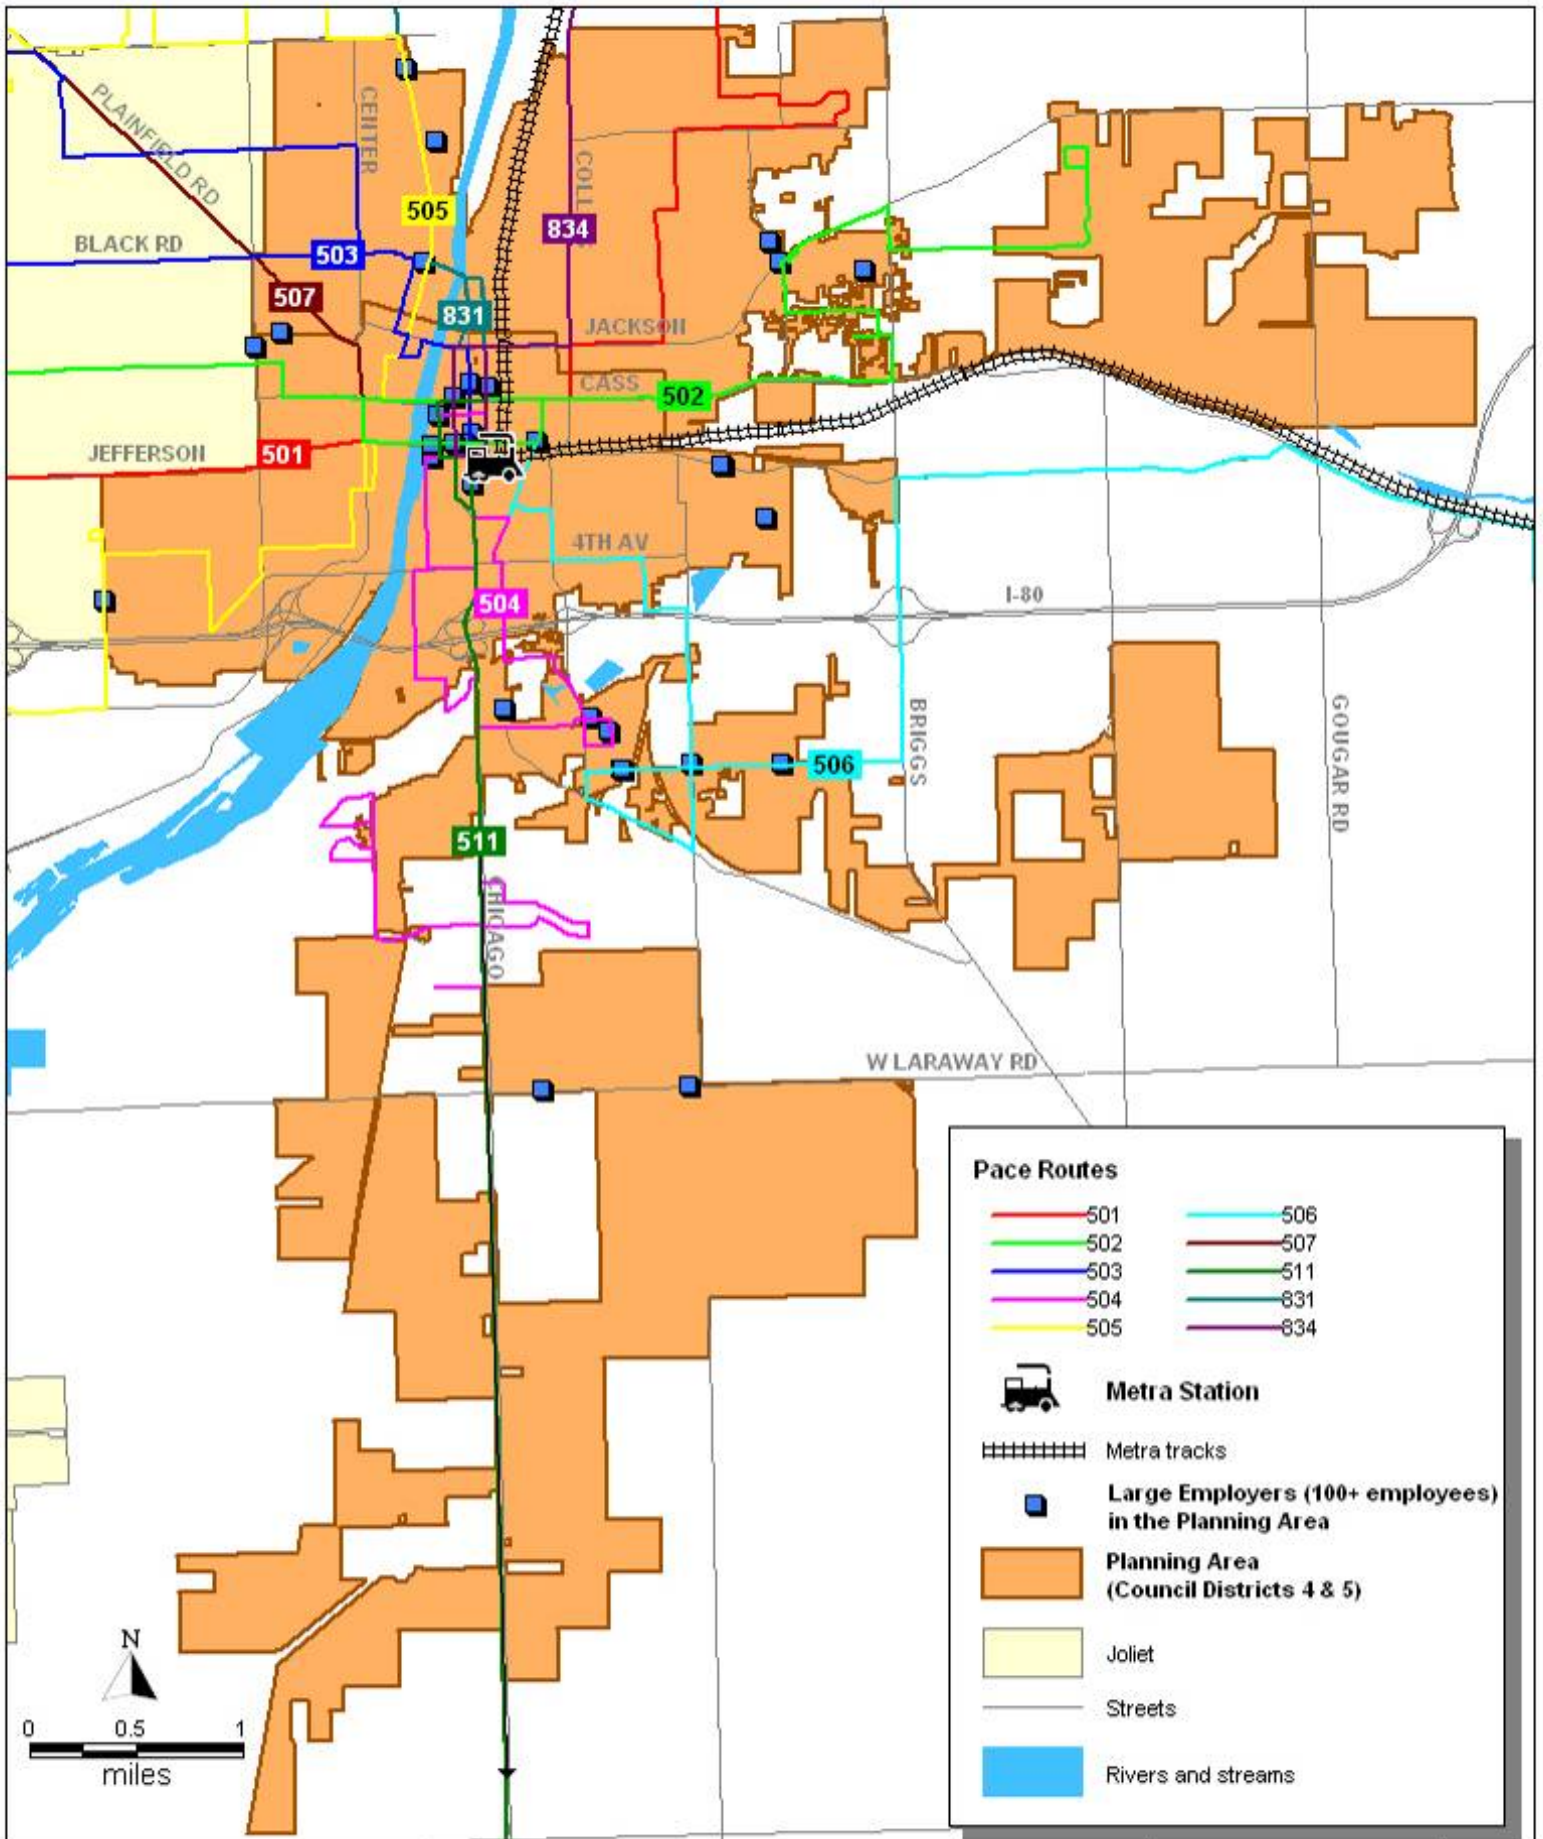 PLAINFIELD RD
CENTER
505
COLL
834
BLACK RD
503
507
831
JACKSON
CASS
502
JEFFERSON
501
4TH AV
504
I-80
BRIGGS
GOUGAR RD
506
511
CHICAGO
W LARAWAY RD
Pace Routes
501
502
503
504
505
506
507
511
831
834
Metra Station
Metra tracks
Large Employers (100+ employees)
in the Planning Area
Planning Area
(Council Districts 4 & 5)
Joliet
Streets
Rivers and streams
N
0 0.5 1
miles